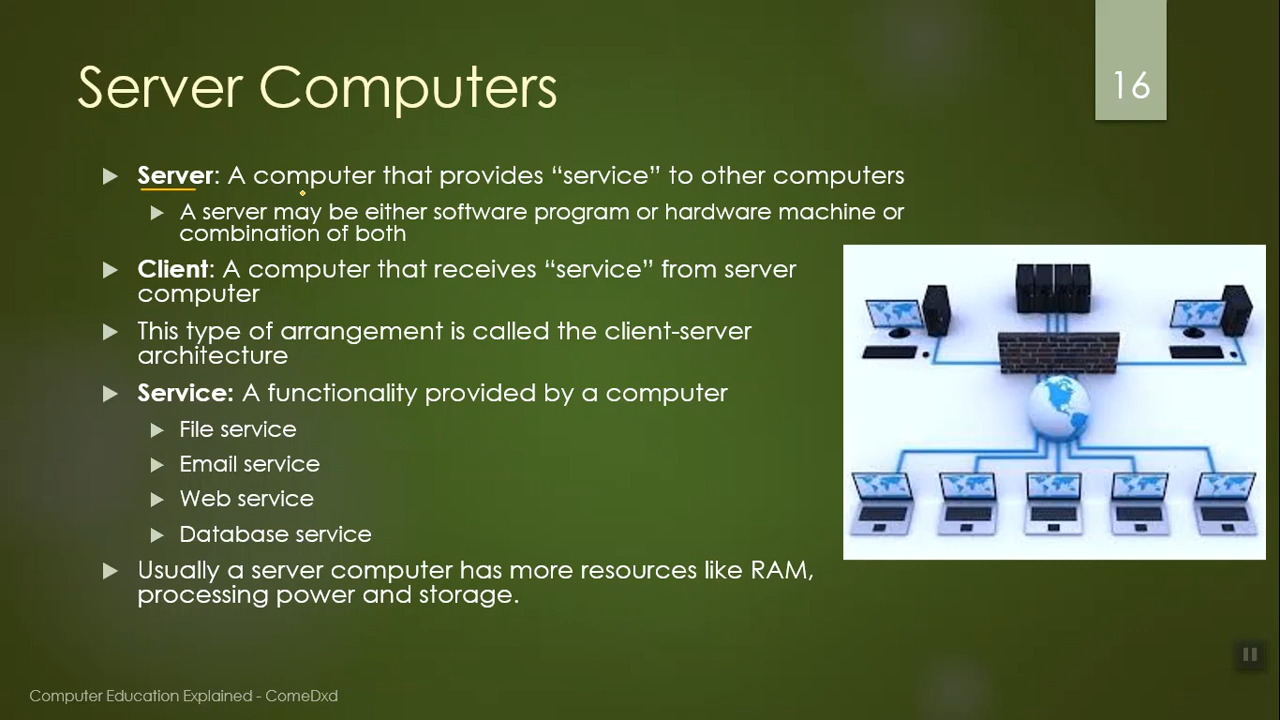 Server Computers
16
Server: A computer that provides “service” to other computers
A server may be either software program or hardware machine or
combination of both
Client: A computer that receives “service” from server
computer
This type of arrangement is called the client-server
architecture
Service: A functionality provided by a computer
File service
Email service
Web service
Database service
Usually a server computer has more resources like RAM,
processing power and storage.
Computer Education Explained - ComeDxd